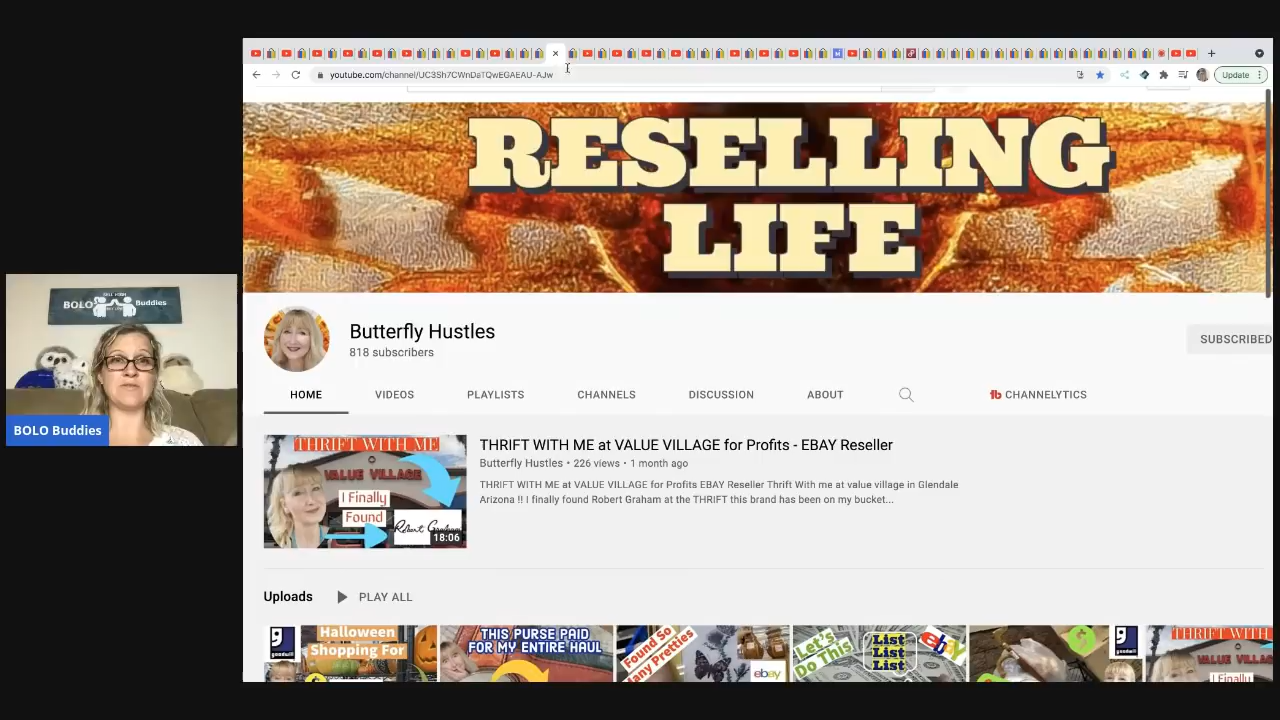 youtube.com/channel/UC3Sh7CWnDaTQwEGAEAU-AJw
Update
RESELLING
LIFE
Butterfly Hustles
818 subscribers
SUBSCRIBED
HOME
VIDEOS
PLAYLISTS
CHANNELS
DISCUSSION
ABOUT
CHANNELYTICS
BOLO
Buddies
BOLO Buddies
THRIFT WITH ME
VALUE VILLAGE
I Finally
Found
Robert Graham
18:06
THRIFT WITH ME at VALUE VILLAGE for Profits - EBAY Reseller
Butterfly Hustles • 226 views • 1 month ago
THRIFT WITH ME at VALUE VILLAGE for Profits EBAY Reseller Thrift With me at value village in Glendale
Arizona !! I finally found Robert Graham at the THRIFT this brand has been on my bucket...
Uploads
PLAY ALL
goodwill
Halloween
Shopping For
THIS PURSE PAID
FOR MY ENTIRE HAUL
Found So
Many Pretties
ebay
Let's
Do This
List
List
List
ebay
goodwill
THRIFT WITH
VALUE VILLAGE
I Finally